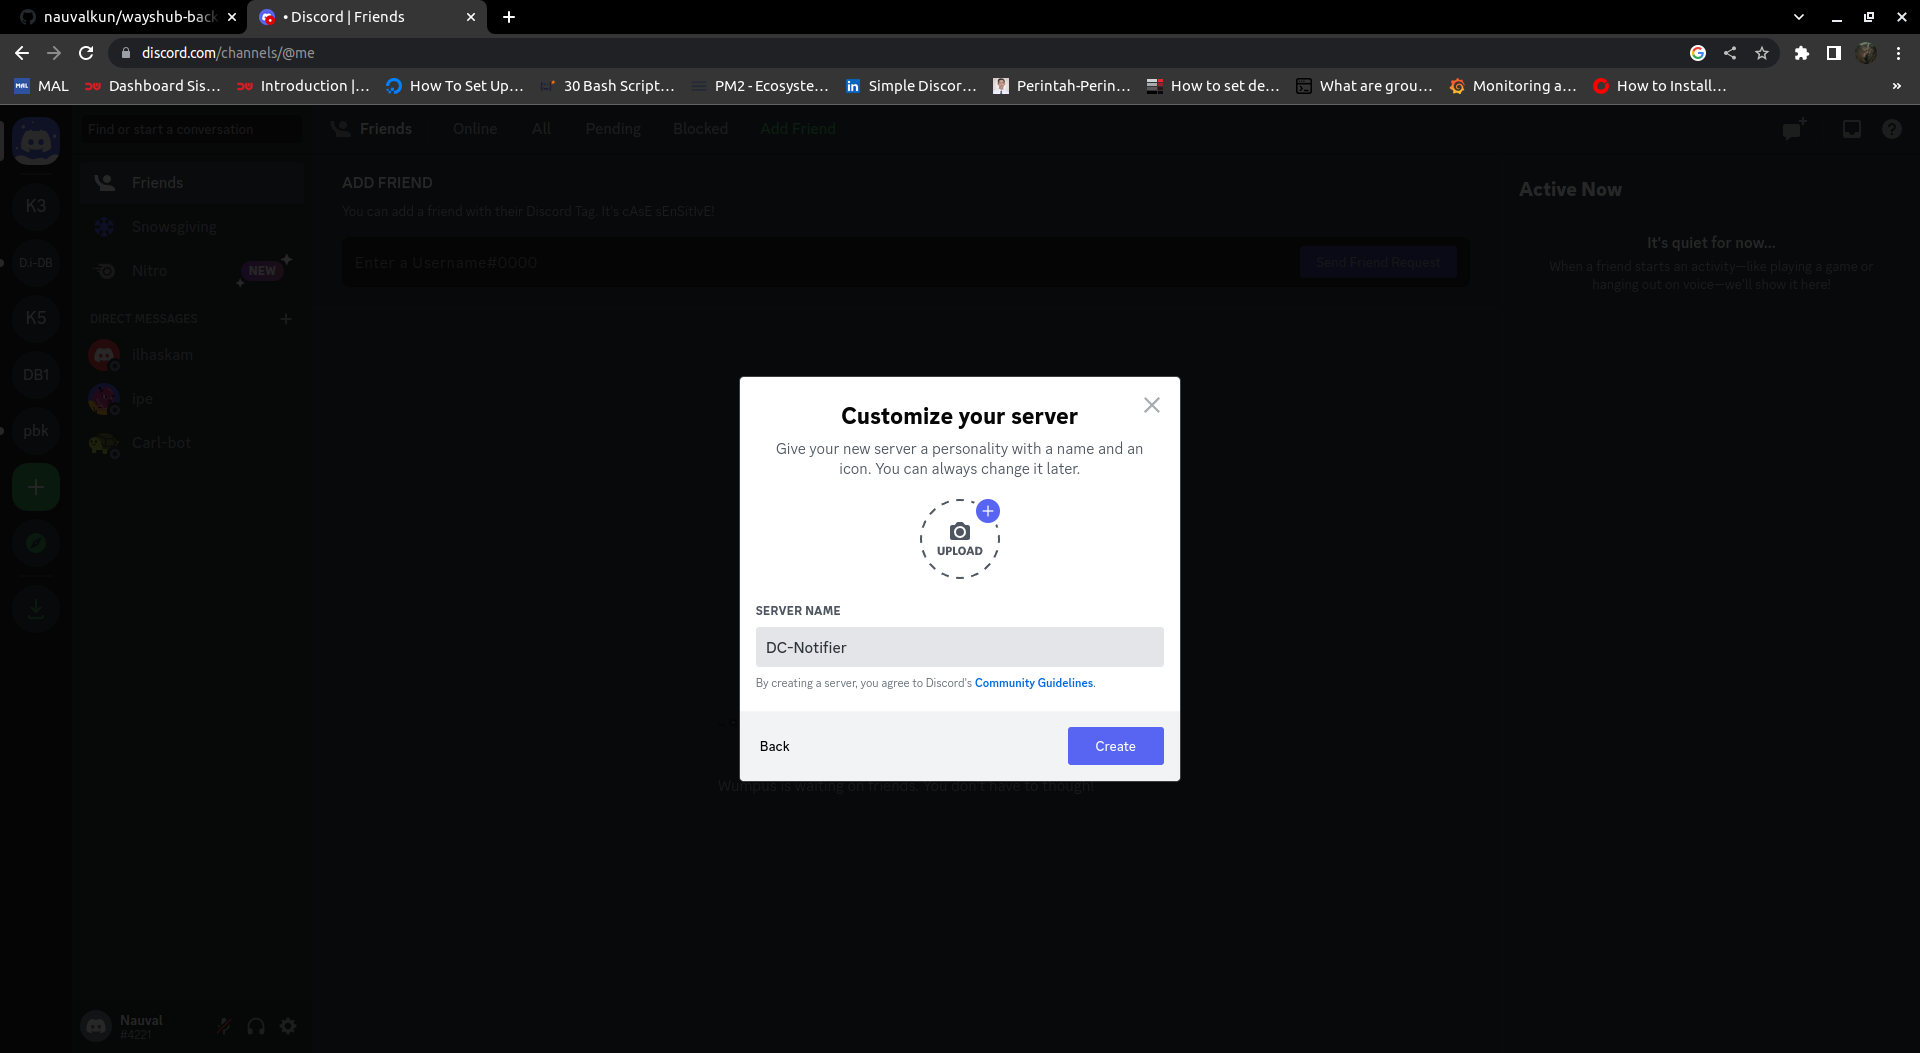 nauvalkun/wayshub-back
• Discord | Friends
discord.com/channels/@me
MAL
Dashboard Sis…
Introduction |…
How To Set Up…
30 Bash Script…
PM2 - Ecosyste…
Simple Discor…
Perintah-Perin…
How to set de…
What are grou…
Monitoring a…
How to Install…
»
Find or start a conversation
Friends
Online
All
Pending
Blocked
Add Friend
K3
DJ-DB
K5
DB1
pbk
Friends
Snowsgiving
Nitro
NEW
DIRECT MESSAGES
ilhaskam
ipe
Carl-bot
ADD FRIEND
You can add a friend with their Discord Tag. It's cAsE sEnSitIvE!
Enter a Username#0000
Send Friend Request
Active Now
It's quiet for now...
When a friend starts an activity—like playing a game or
hanging out on voice—we'll show it here!
Customize your server
Give your new server a personality with a name and an
icon. You can always change it later.
UPLOAD
SERVER NAME
DC-Notifier
By creating a server, you agree to Discord's Community Guidelines.
Back
Create
Wumpus is waiting on friends. You don't have to though!
Nauval
#4221